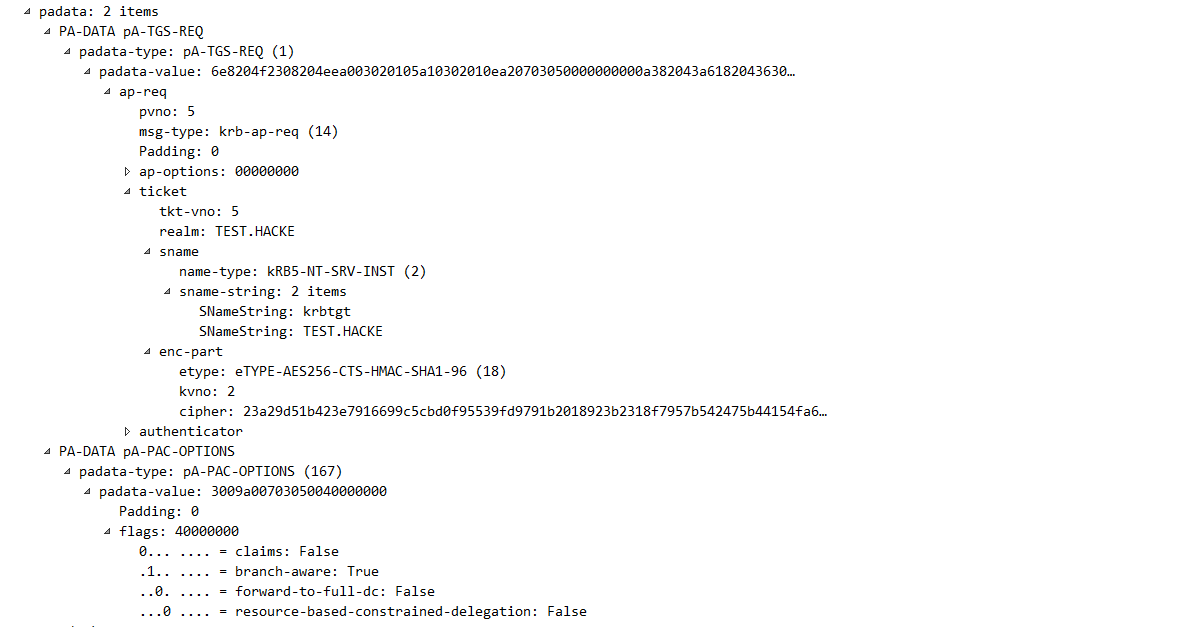 padata: 2 items
PA-DATA pA-TGS-REQ
padata-type: pA-TGS-REQ (1)
padata-value: 6e8204f2308204eea003020105a10302010ea20703050000000000a382043a6182043630…
ap-req
pvno: 5
msg-type: krb-ap-req (14)
Padding: 0
ap-options: 00000000
ticket
tkt-vno: 5
realm: TEST.HACKE
sname
name-type: kRB5-NT-SRV-INST (2)
sname-string: 2 items
SNameString: krbtgt
SNameString: TEST.HACKE
enc-part
etype: eTYPE-AES256-CTS-HMAC-SHA1-96 (18)
kvno: 2
cipher: 23a29d51b423e7916699c5cbd0f95539fd9791b2018923b2318f7957b542475b44154fa6…
authenticator
PA-DATA pA-PAC-OPTIONS
padata-type: pA-PAC-OPTIONS (167)
padata-value: 3009a00703050040000000
Padding: 0
flags: 40000000
0... .... = claims: False
.1.. .... = branch-aware: True
..0. .... = forward-to-full-dc: False
...0 .... = resource-based-constrained-delegation: False